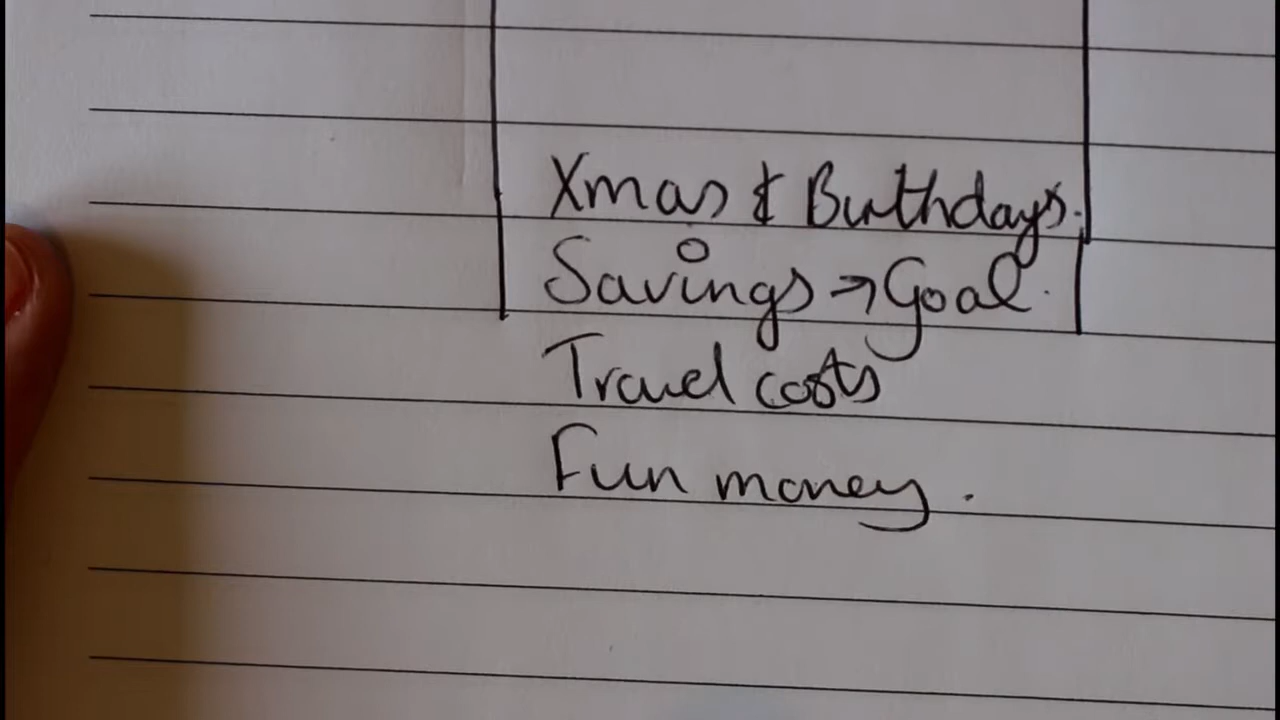 Xmas & Birthdays.
Savings → Goal.
Travel costs
Fun money.